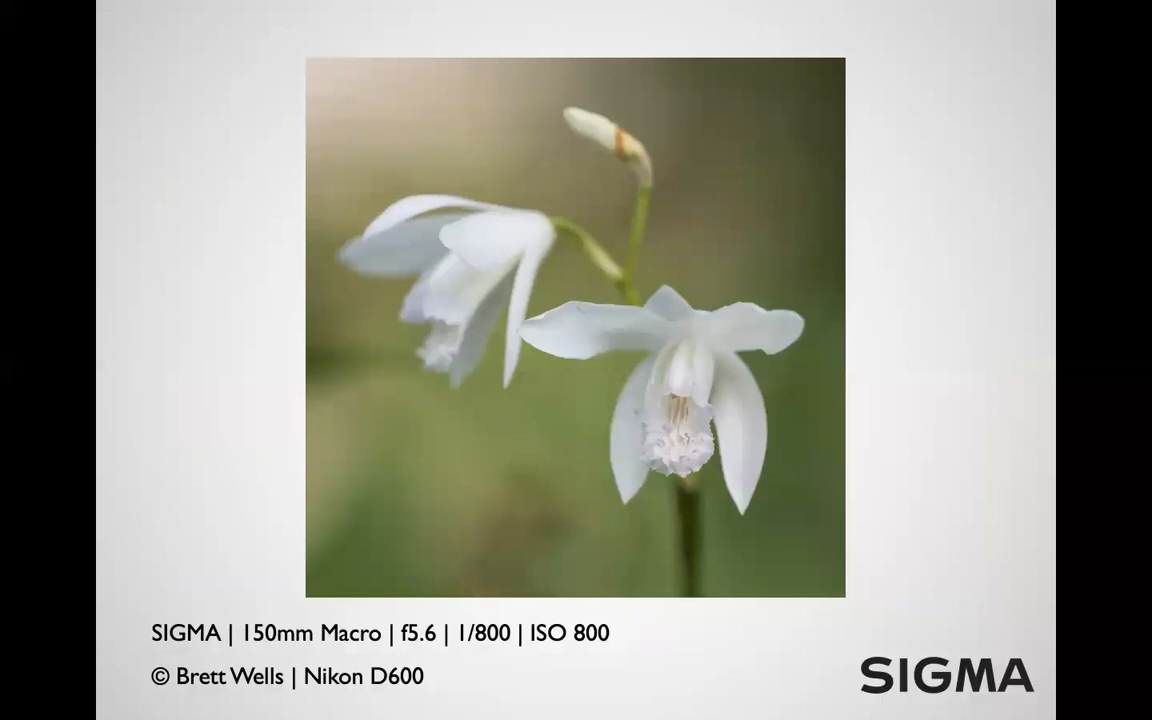 SIGMA | 150mm Macro | f5.6 | 1/800 | ISO 800
© Brett Wells | Nikon D600
SIGMA